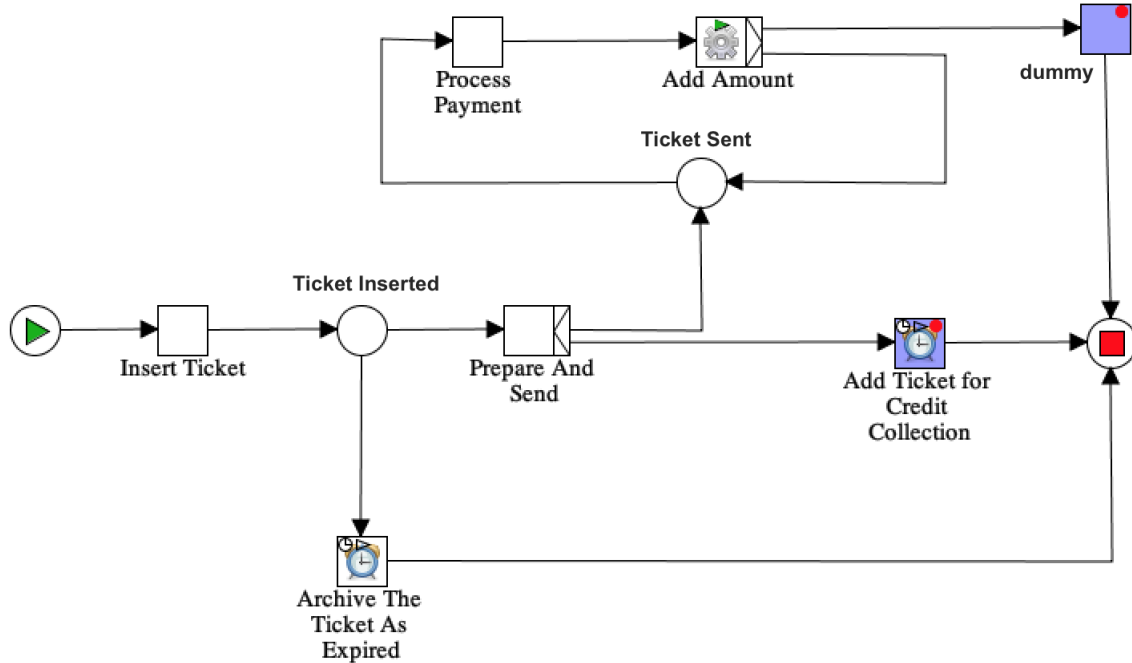 Process
Payment
Add Amount
dummy
Ticket Sent
Ticket Inserted
Insert Ticket
Prepare And
Send
Add Ticket for
Credit
Collection
Archive The
Ticket As
Expired